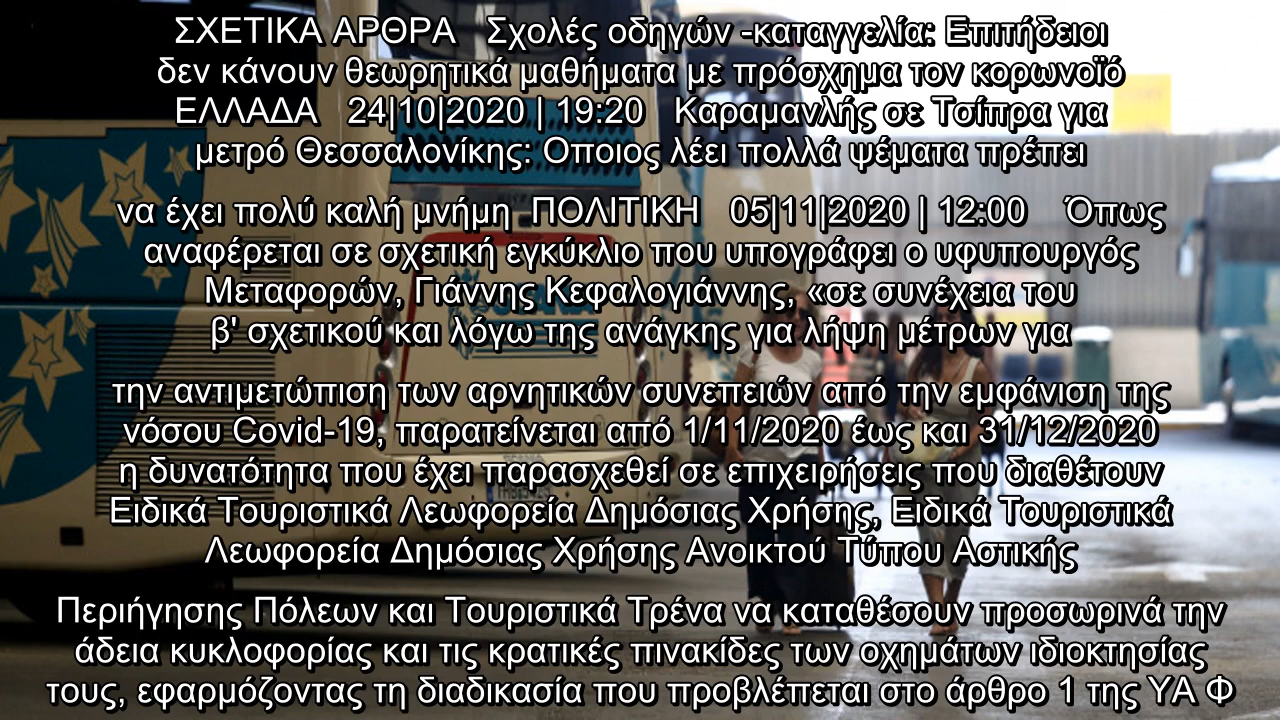 ΣΧΕΤΙΚΑ ΑΡΘΡΑ Σχολές οδηγών -καταγγελία: Επιτήδειοι
δεν κάνουν θεωρητικά μαθήματα με πρόσχημα τον κορωνοϊό
ΕΛΛΑΔΑ 24|10|2020 | 19:20 Καραμανλής σε Τσίπρα για
μετρό Θεσσαλονίκης: Οποιος λέει πολλά ψέματα πρέπει
να έχει πολύ καλή μνήμη ΠΟΛΙΤΙΚΗ 05|11|2020 | 12:00 Όπως
αναφέρεται σε σχετική εγκύκλιο που υπογράφει ο υφυπουργός
Μεταφορών, Γιάννης Κεφαλογιάννης, «σε συνέχεια του
β' σχετικού και λόγω της ανάγκης για λήψη μέτρων για
την αντιμετώπιση των αρνητικών συνεπειών από την εμφάνιση της
νόσου Covid-19, παρατείνεται από 1/11/2020 έως και 31/12/2020
η δυνατότητα που έχει παρασχεθεί σε επιχειρήσεις που διαθέτουν
Ειδικά Τουριστικά Λεωφορεία Δημόσιας Χρήσης, Ειδικά Τουριστικά
Λεωφορεία Δημόσιας Χρήσης Ανοικτού Τύπου Αστικής
Περιήγησης Πόλεων και Τουριστικά Τρένα να καταθέσουν προσωρινά την
άδεια κυκλοφορίας και τις κρατικές πινακίδες των οχημάτων ιδιοκτησίας
τους, εφαρμόζοντας τη διαδικασία που προβλέπεται στο άρθρο 1 της ΥΑ Φ